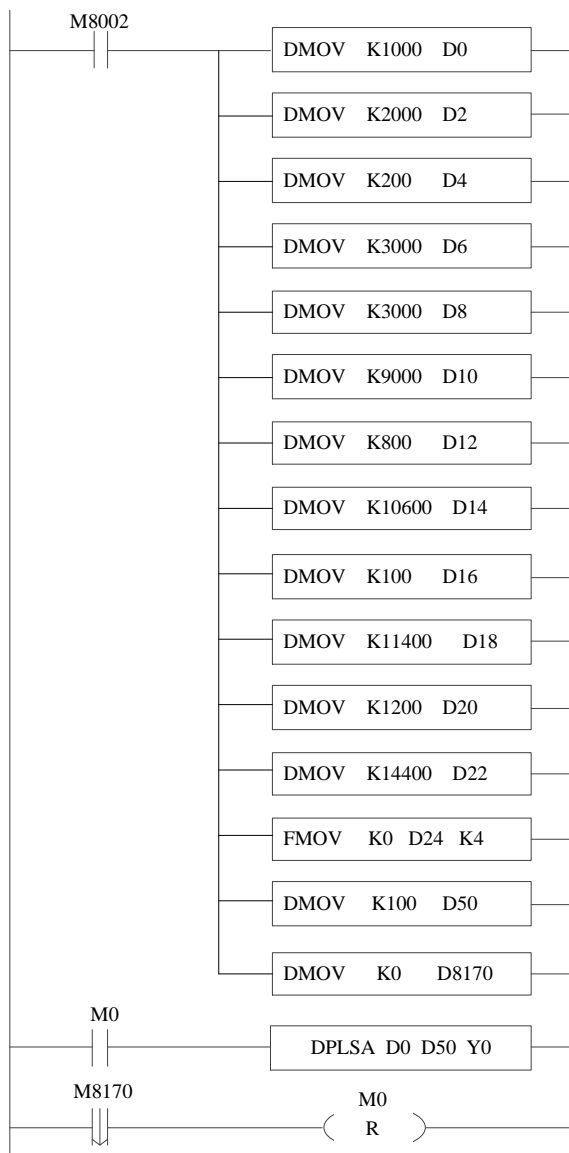 M8002
DMOV K1000 D0
DMOV K2000 D2
DMOV K200 D4
DMOV K3000 D6
DMOV K3000 D8
DMOV K9000 D10
DMOV K800 D12
DMOV K10600 D14
DMOV K100 D16
DMOV K11400 D18
DMOV K1200 D20
DMOV K14400 D22
FMOV K0 D24 K4
DMOV K100 D50
DMOV K0 D8170
M0
DPLSA D0 D50 Y0
M8170
M0
R